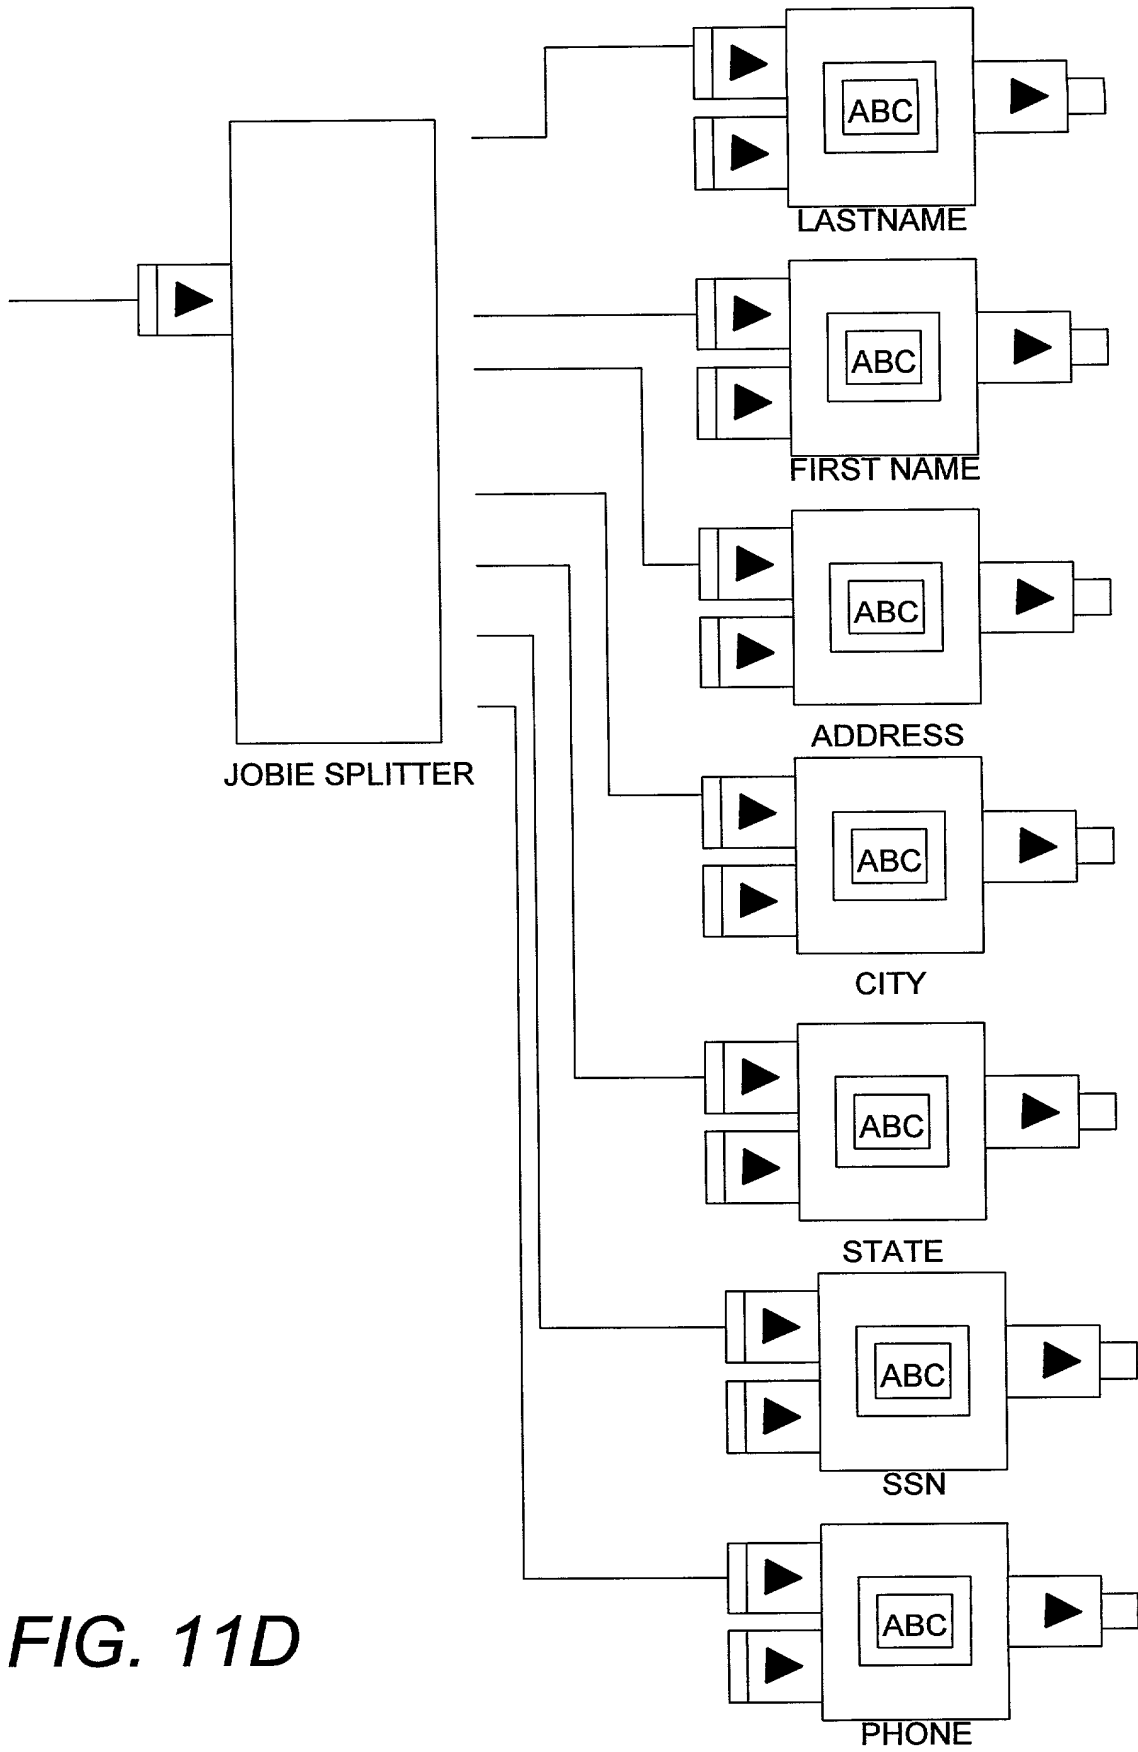 ABC
LASTNAME
ABC
FIRST NAME
ABC
ADDRESS
JOBIE SPLITTER
ABC
CITY
ABC
STATE
ABC
SSN
ABC
PHONE
FIG. 11D